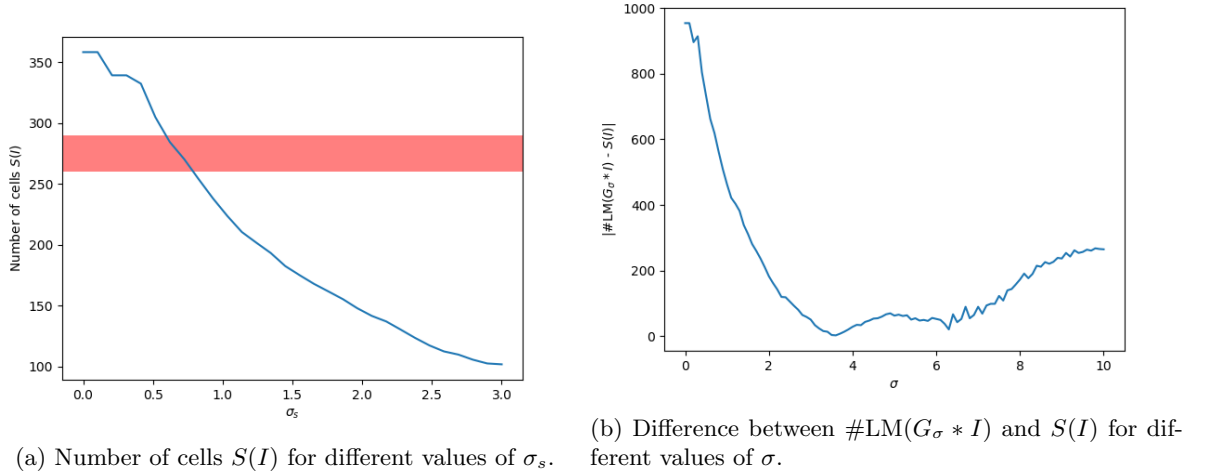 350
300
250
200
150
100
Number of cells S(I)
0.0 0.5 1.0 1.5 2.0 2.5 3.0
σₛ
(a) Number of cells S(I) for different values of σₛ.
1000
800
600
400
200
0
|#LM(G_σ * I) - S(I)|
0 2 4 6 8 10
σ
(b) Difference between #LM(G_σ ∗ I) and S(I) for dif-
ferent values of σ.